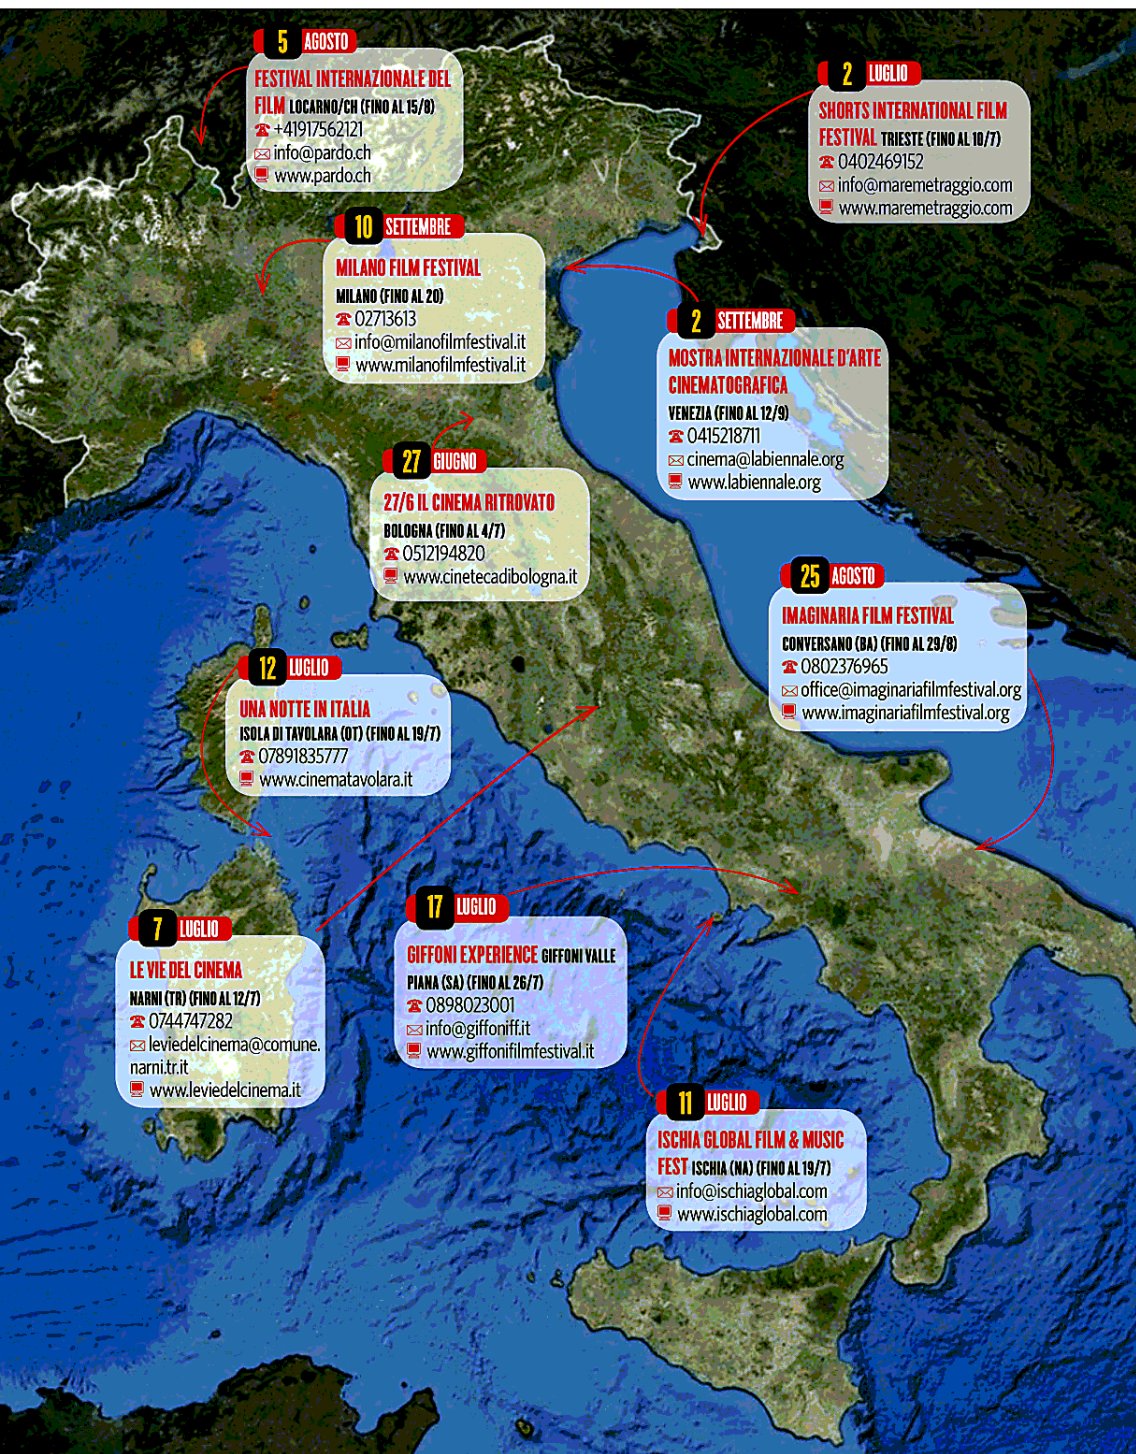 5 AGOSTO
FESTIVAL INTERNAZIONALE DEL
FILM LOCARNO/CH (FINO AL 15/8)
+41917562121
info@pardo.ch
www.pardo.ch
2 LUGLIO
SHORTS INTERNATIONAL FILM
FESTIVAL TRIESTE (FINO AL 10/7)
0402469152
info@maremetraggio.com
www.maremetraggio.com
10 SETTEMBRE
MILANO FILM FESTIVAL
MILANO (FINO AL 20)
02713613
info@milanofilmfestival.it
www.milanofilmfestival.it
2 SETTEMBRE
MOSTRA INTERNAZIONALE D'ARTE
CINEMATOGRAFICA
VENEZIA (FINO AL 12/9)
0415218711
cinema@labiennale.org
www.labiennale.org
27 GIUGNO
27/6 IL CINEMA RITROVATO
BOLOGNA (FINO AL 4/7)
0512194820
www.cinetecadibologna.it
25 AGOSTO
IMAGINARIA FILM FESTIVAL
CONVERSANO (BA) (FINO AL 29/8)
0802376965
office@imaginariafilmfestival.org
www.imaginariafilmfestival.org
12 LUGLIO
UNA NOTTE IN ITALIA
ISOLA DI TAVOLARA (OT) (FINO AL 19/7)
07891835777
www.cinematavolara.it
17 LUGLIO
GIFFONI EXPERIENCE GIFFONI VALLE
PIANA (SA) (FINO AL 26/7)
0898023001
info@giffoniff.it
www.giffonifilmfestival.it
7 LUGLIO
LE VIE DEL CINEMA
NARNI (TR) (FINO AL 12/7)
0744747282
leviedelcinema@comune.
narni.tr.it
www.leviedelcinema.it
11 LUGLIO
ISCHIA GLOBAL FILM & MUSIC
FEST ISCHIA (NA) (FINO AL 19/7)
info@ischiaglobal.com
www.ischiaglobal.com